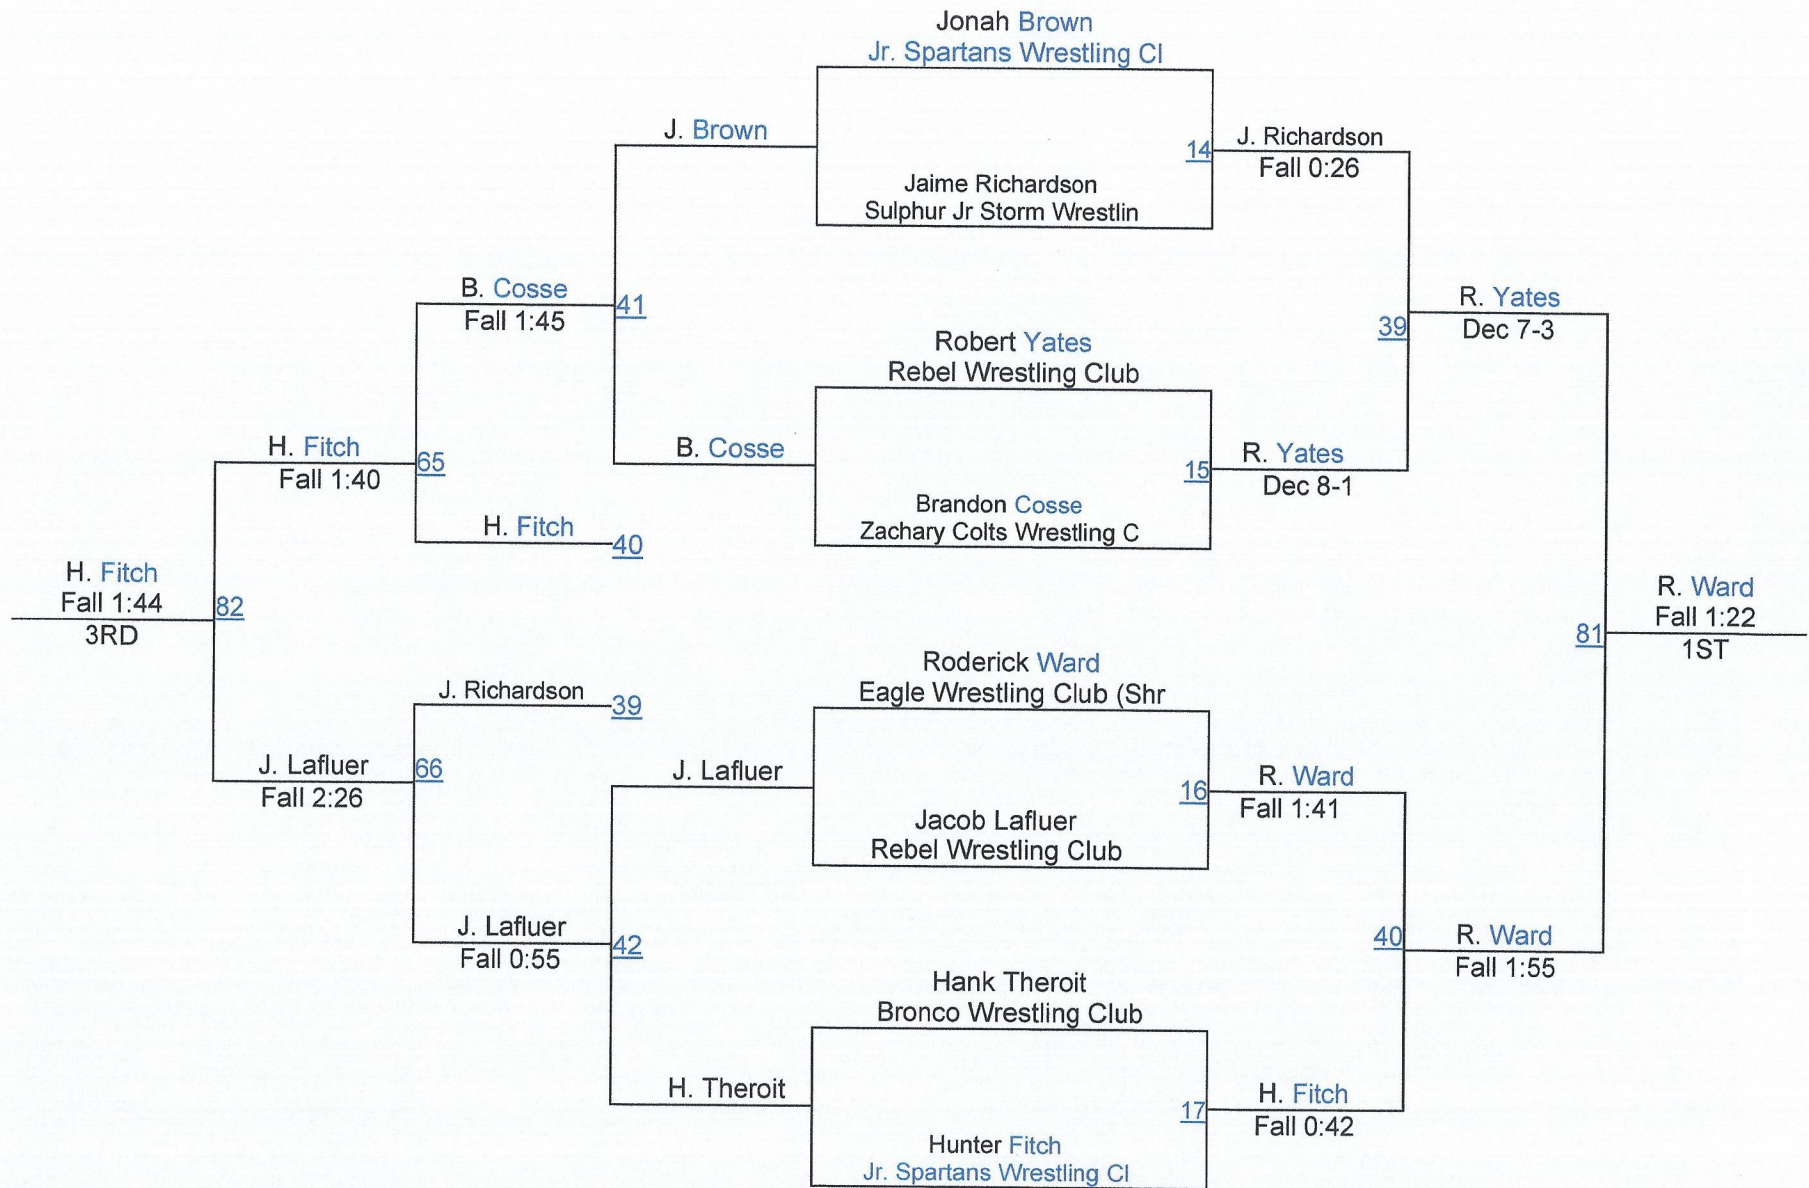 Jonah Brown
Jr. Spartans Wrestling Cl
J. Brown
14
J. Richardson
Fall 0:26
Jaime Richardson
Sulphur Jr Storm Wrestlin
B. Cosse
Fall 1:45
41
R. Yates
Dec 7-3
39
Robert Yates
Rebel Wrestling Club
H. Fitch
Fall 1:40
65
B. Cosse
15
R. Yates
Dec 8-1
Brandon Cosse
Zachary Colts Wrestling C
H. Fitch
40
H. Fitch
Fall 1:44
3RD
82
R. Ward
Fall 1:22
1ST
81
Roderick Ward
Eagle Wrestling Club (Shr
J. Richardson
39
J. Lafluer
Fall 2:26
66
J. Lafluer
16
R. Ward
Fall 1:41
Jacob Lafluer
Rebel Wrestling Club
J. Lafluer
Fall 0:55
42
40
R. Ward
Fall 1:55
Hank Theroit
Bronco Wrestling Club
H. Theroit
17
H. Fitch
Fall 0:42
Hunter Fitch
Jr. Spartans Wrestling Cl